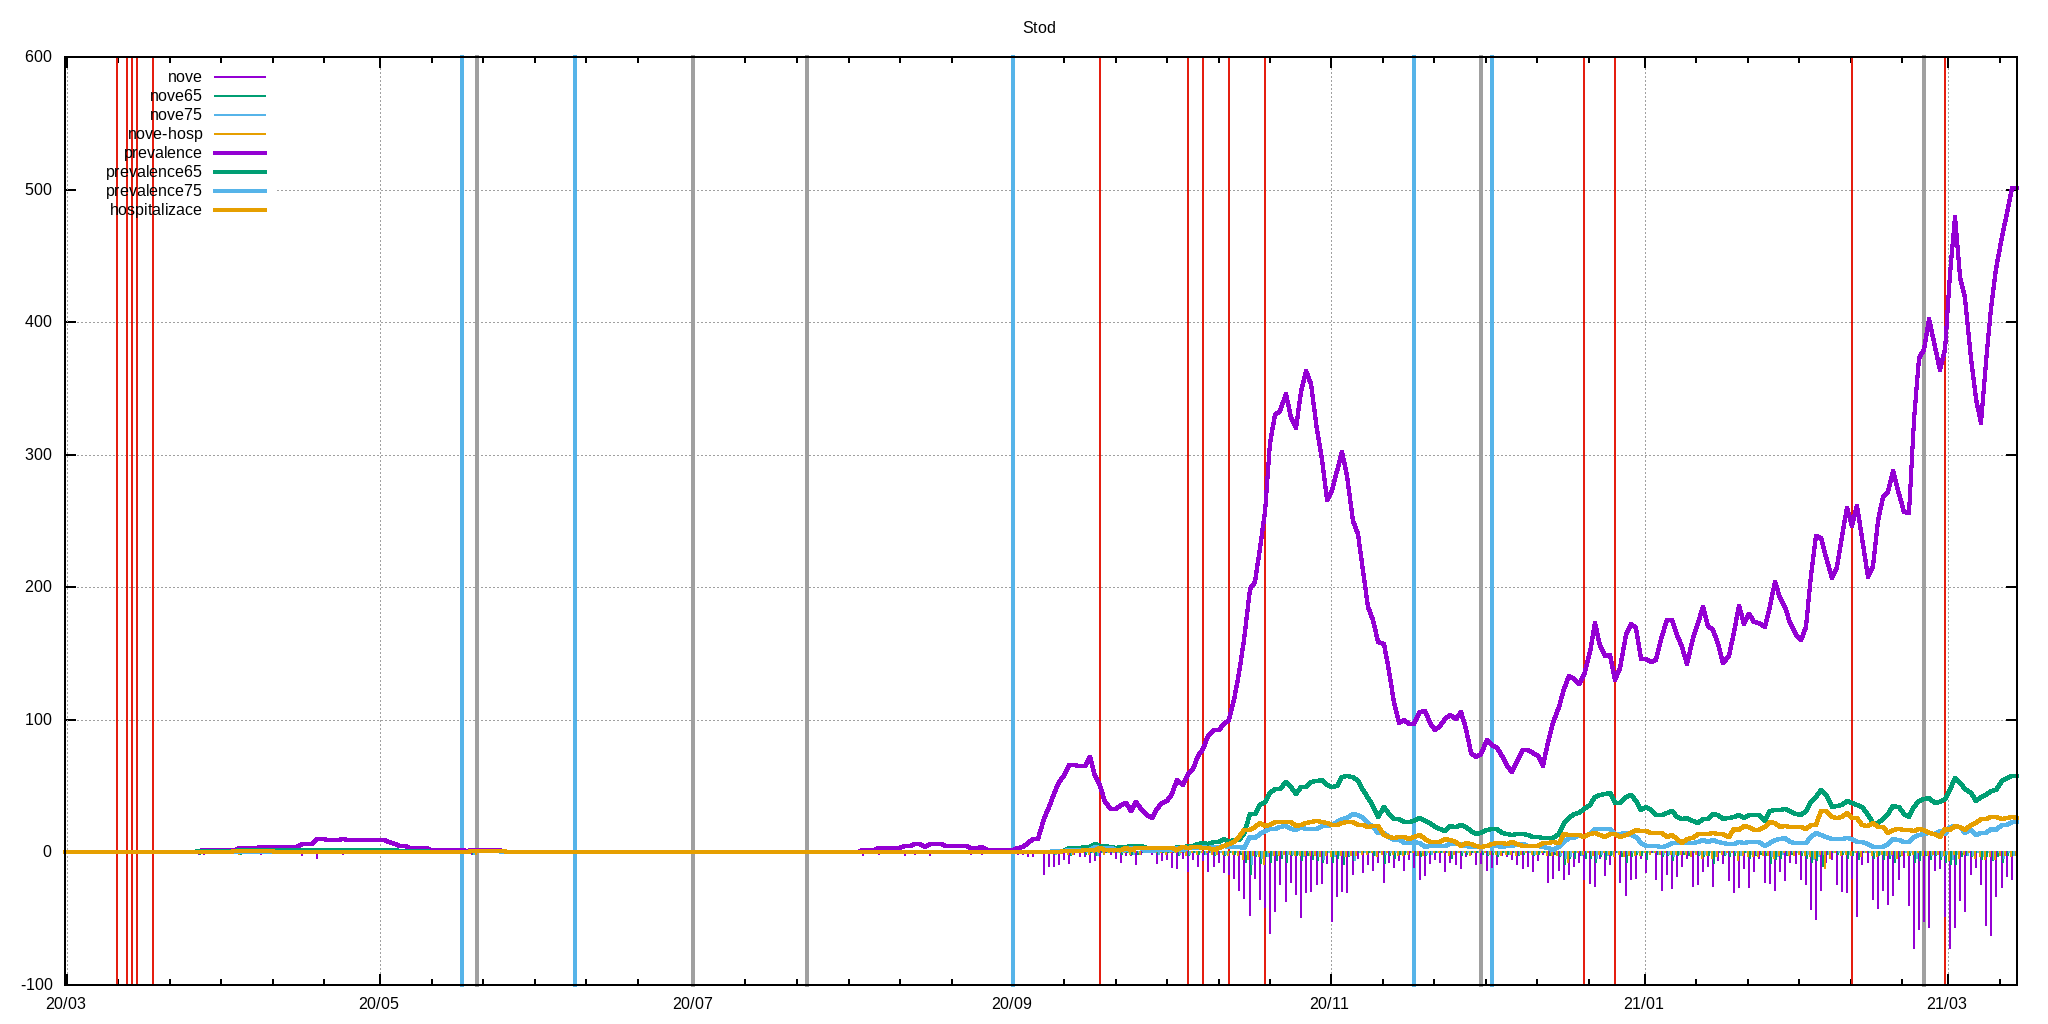 Stod
600
nove
nove65
nove75
nove-hosp
prevalence
prevalence65
prevalence75
hospitalizace
500
400
300
200
100
0
-100
20/03 20/05 20/07 20/09 20/11 21/01 21/03